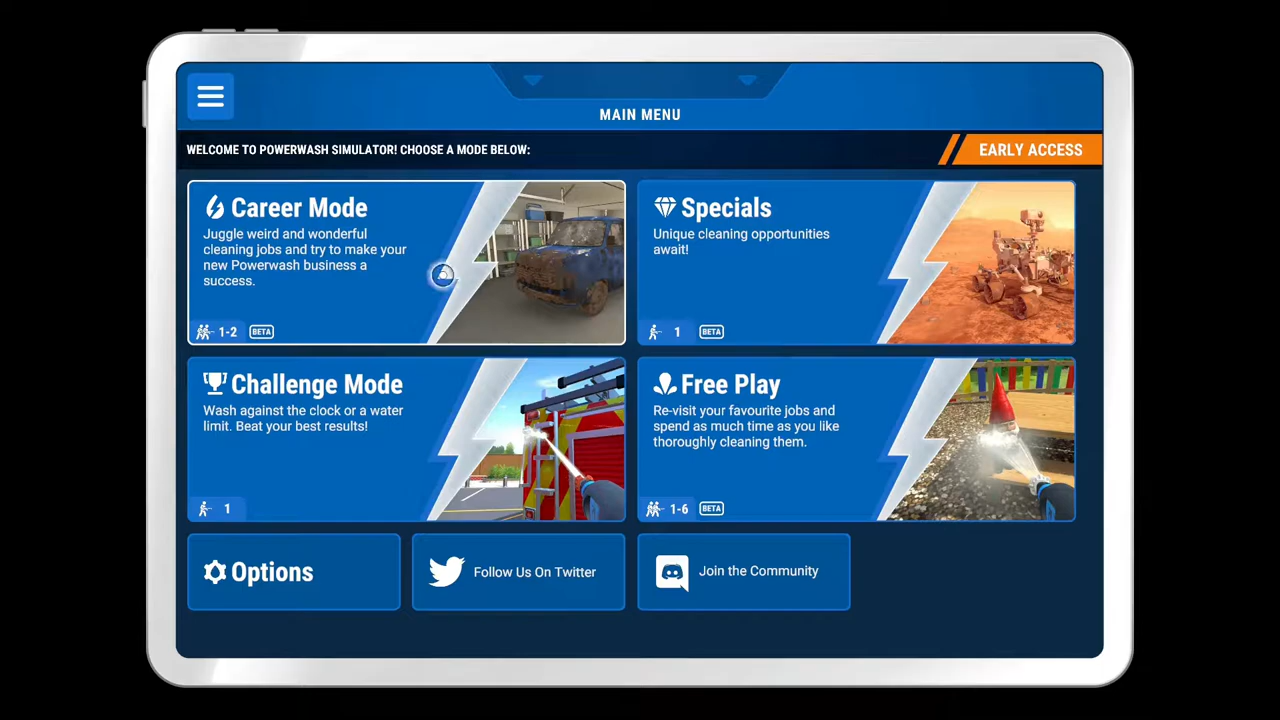 MAIN MENU
WELCOME TO POWERWASH SIMULATOR! CHOOSE A MODE BELOW:
EARLY ACCESS
Career Mode
Juggle weird and wonderful
cleaning jobs and try to make your
new Powerwash business a
success.
1-2 BETA
Specials
Unique cleaning opportunities
await!
1 BETA
Challenge Mode
Wash against the clock or a water
limit. Beat your best results!
1
Free Play
Re-visit your favourite jobs and
spend as much time as you like
thoroughly cleaning them.
1-6 BETA
Options
Follow Us On Twitter
Join the Community